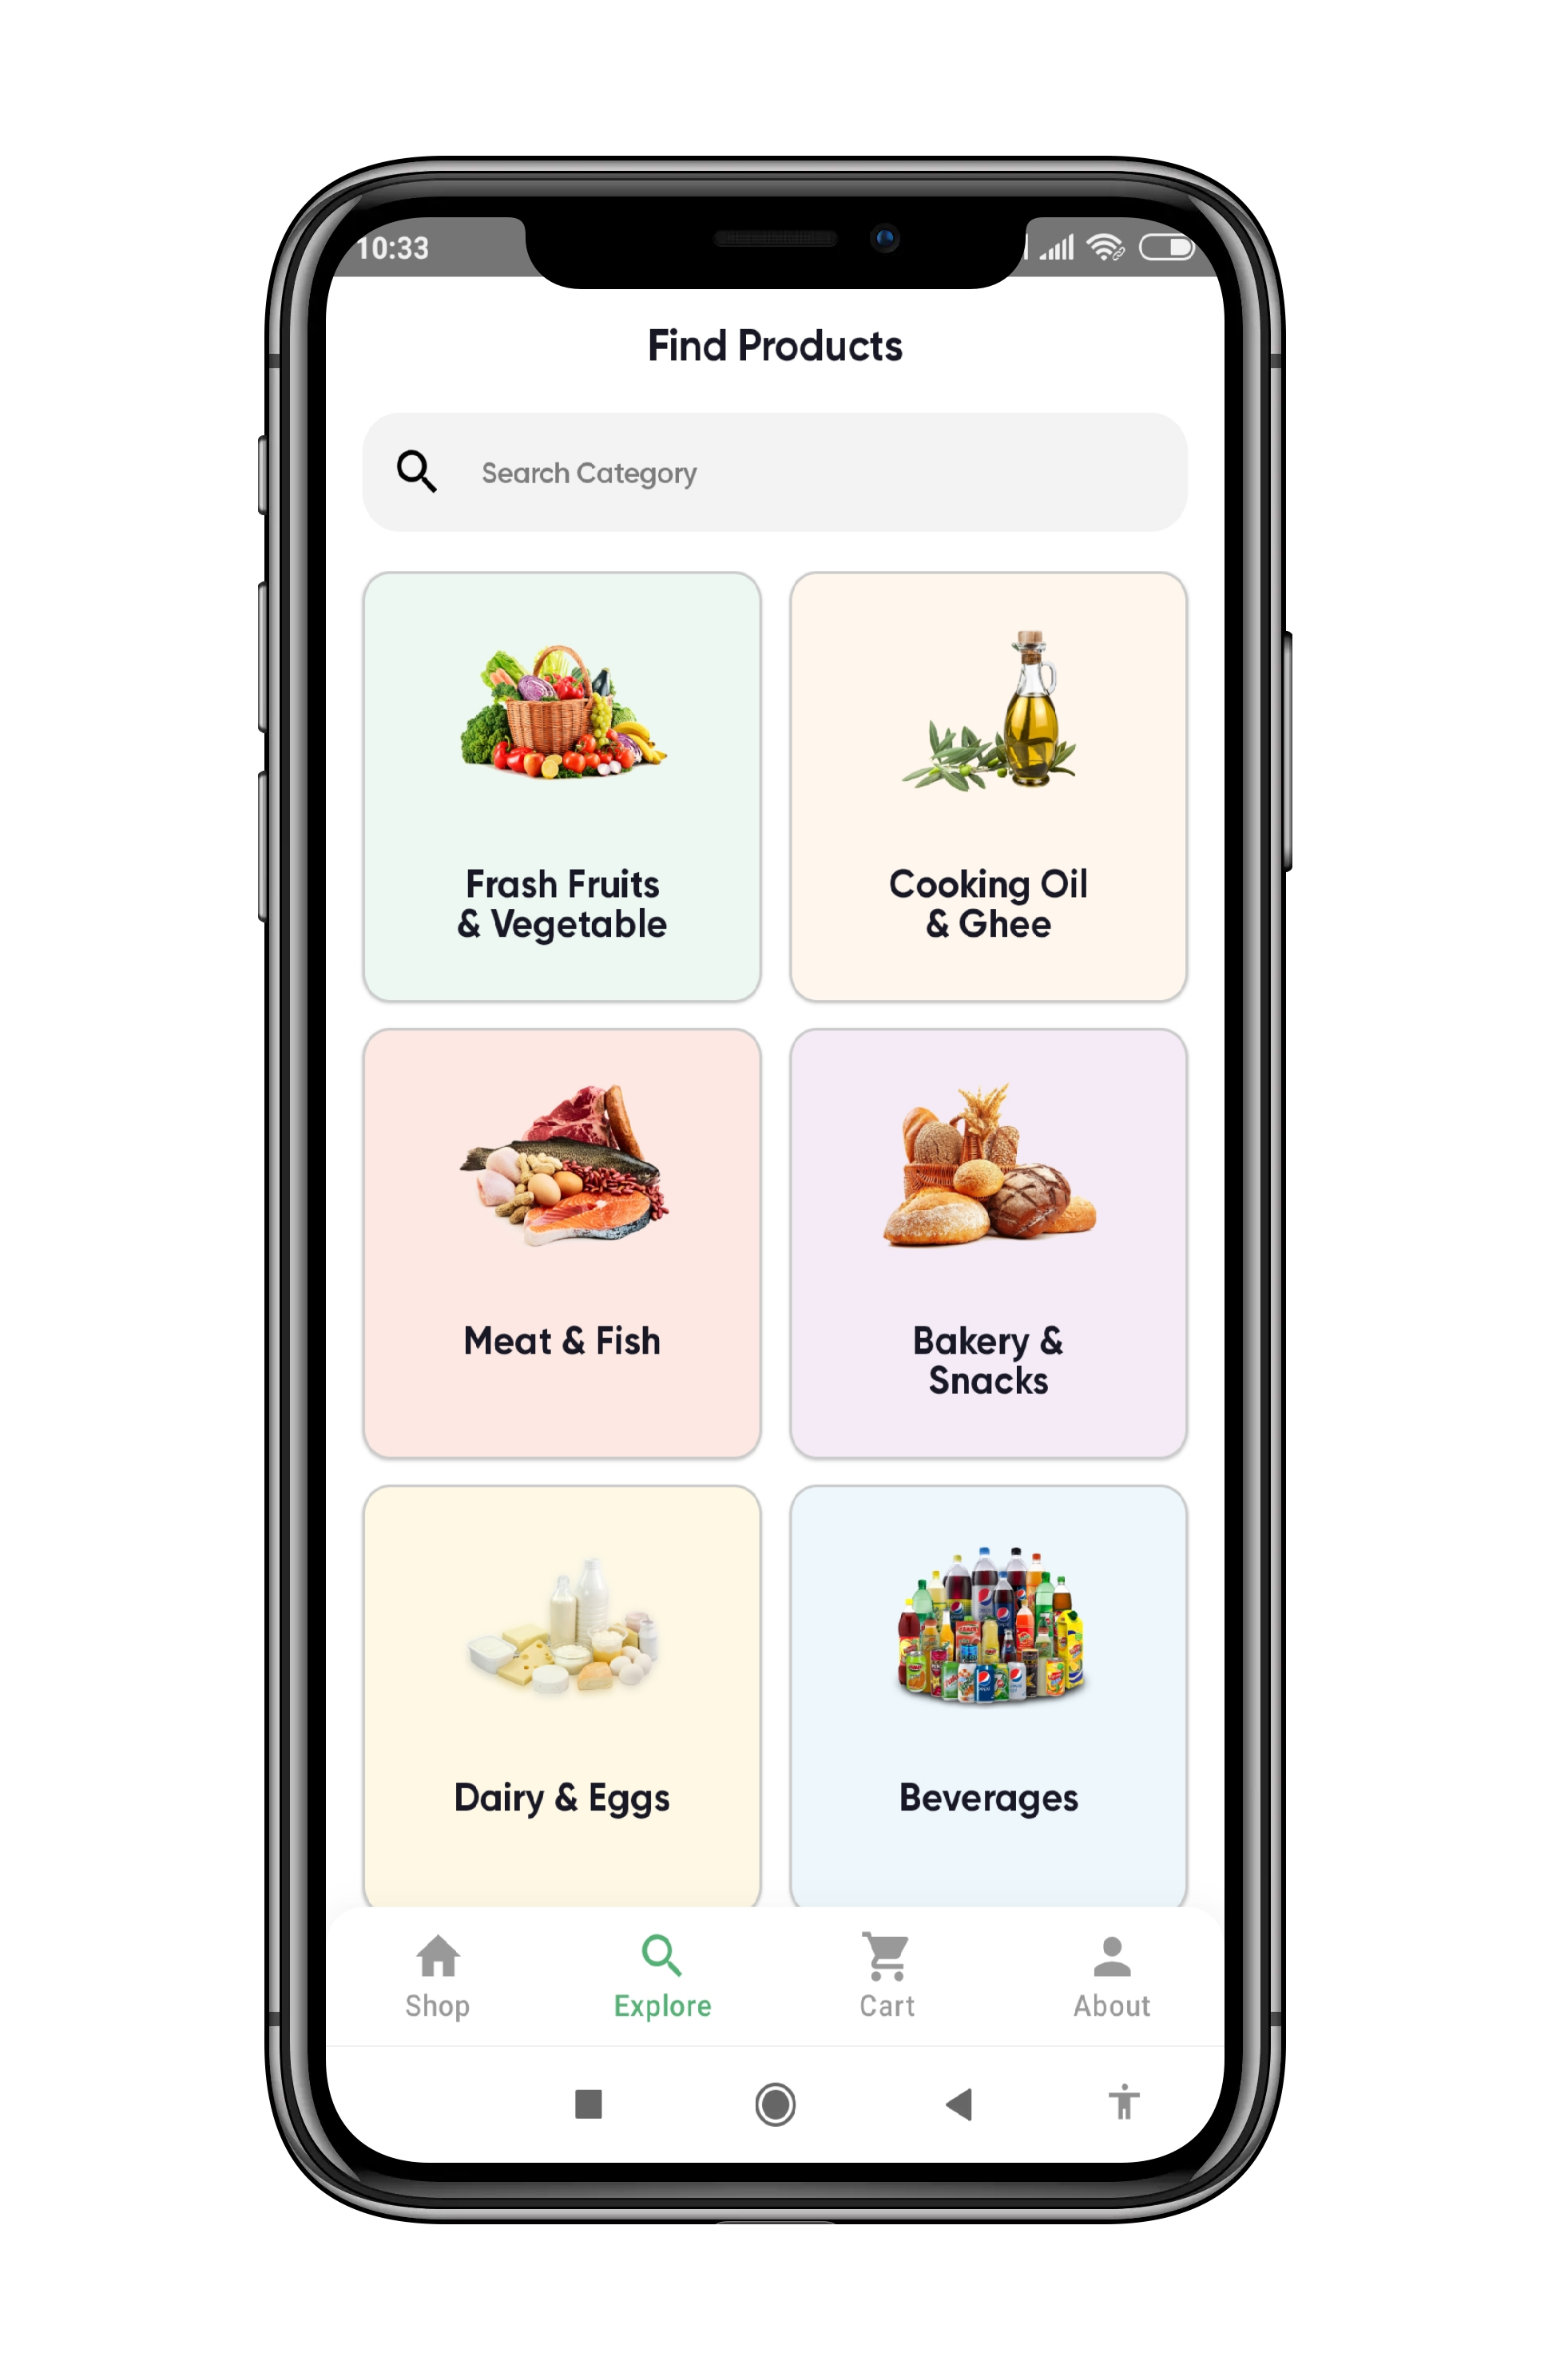 10:33
Find Products
Search Category
Frash Fruits
& Vegetable
Cooking Oil
& Ghee
Meat & Fish
Bakery &
Snacks
Dairy & Eggs
Beverages
Shop
Explore
Cart
About